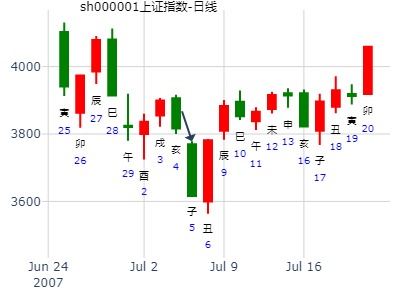 sh000001上证指数-日线
4000
3800
3600
寅
25
卯
26
辰
27
巳
28
午
29
酉
2
戌
3
亥
4
子
5
丑
6
辰
9
巳
10
午
11
未
12
申
13
亥
16
子
17
丑
18
寅
19
卯
20
Jun 24
2007
Jul 2
Jul 9
Jul 16